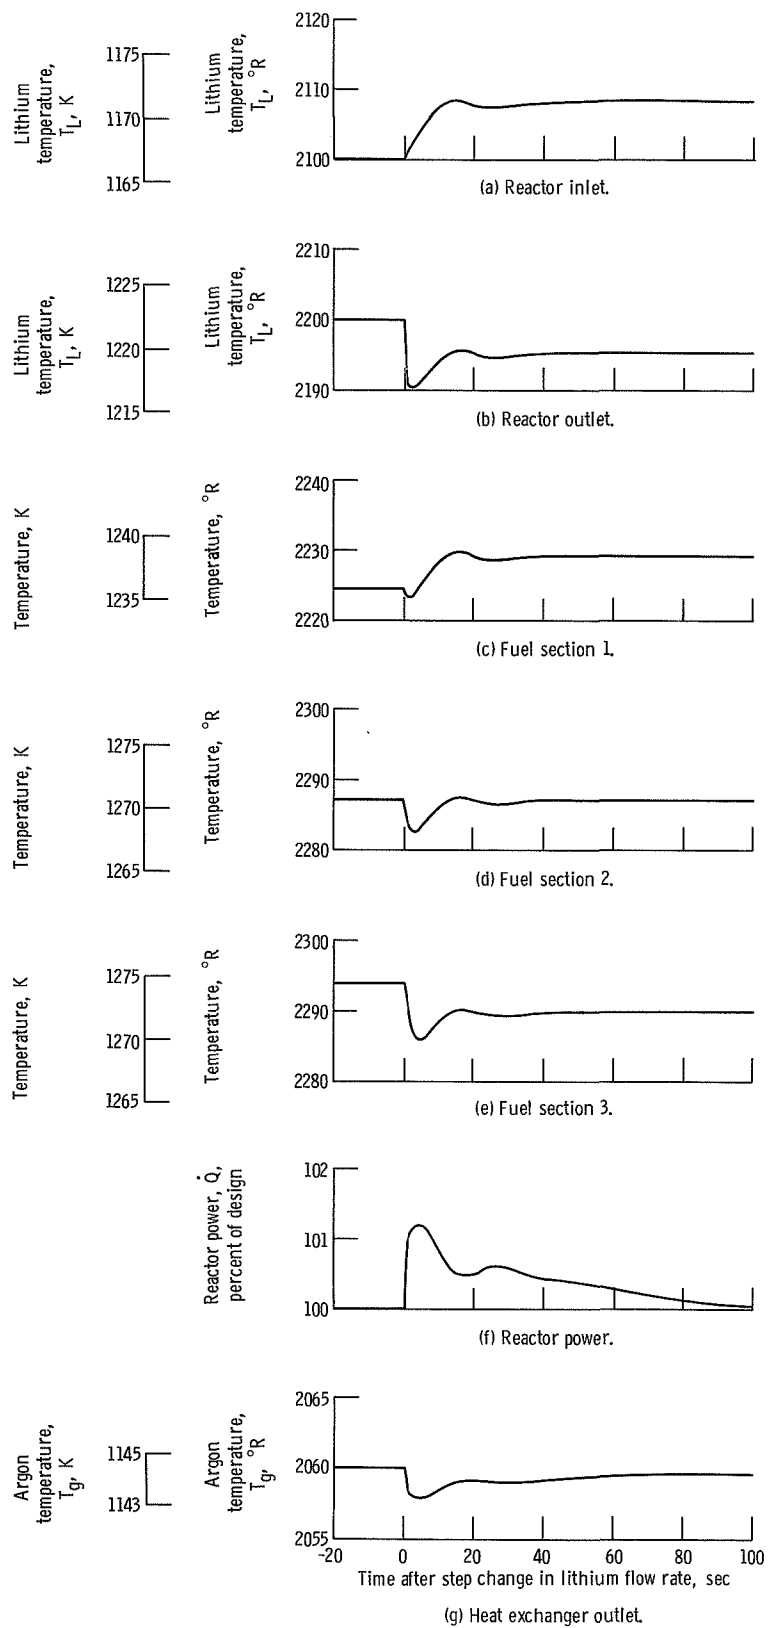 Lithium
temperature,
T_L, K
1175
1170
1165
Lithium
temperature,
T_L, °R
2120
2110
2100
(a) Reactor inlet.
Lithium
temperature,
T_L, K
1225
1220
1215
Lithium
temperature,
T_L, °R
2210
2200
2190
(b) Reactor outlet.
Temperature, K
1240
1235
Temperature, °R
2240
2230
2220
(c) Fuel section 1.
Temperature, K
1275
1270
1265
Temperature, °R
2300
2290
2280
(d) Fuel section 2.
Temperature, K
1275
1270
1265
Temperature, °R
2300
2290
2280
(e) Fuel section 3.
Reactor power, Q̇,
percent of design
102
101
100
(f) Reactor power.
Argon
temperature,
T_g, K
1145
1143
Argon
temperature,
T_g, °R
2065
2060
2055
-20 0 20 40 60 80 100
Time after step change in lithium flow rate, sec
(g) Heat exchanger outlet.